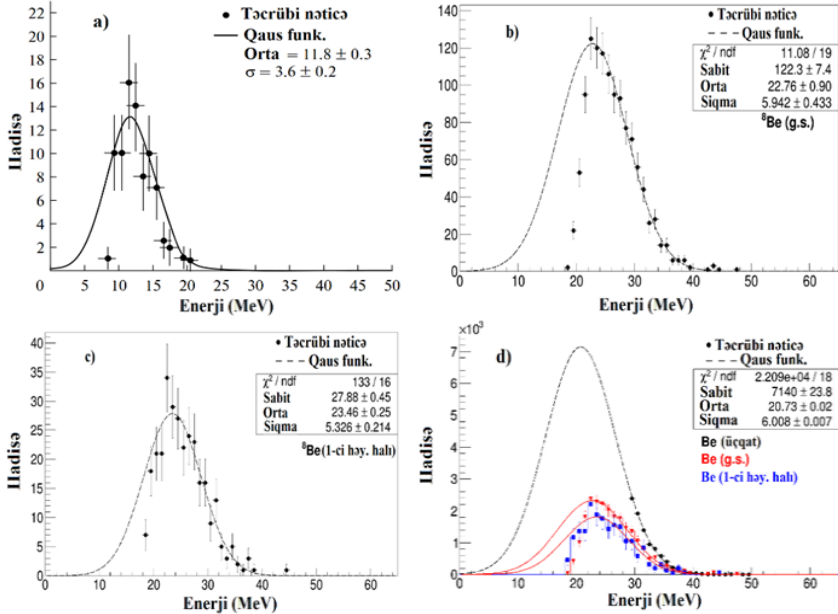 a)
Təcrübi nəticə
Qaus funk.
Orta = 11.8 ± 0.3
σ = 3.6 ± 0.2
Hadisə
22
20
18
16
14
12
10
8
6
4
2
0 5 10 15 20 25 30 35 40 45 50
Enerji (MeV)
b)
Təcrübi nəticə
Qaus funk.
χ² / ndf 11.08 / 19
Sabit 122.3 ± 7.4
Orta 22.76 ± 0.90
Siqma 5.942 ± 0.433
⁸Be (g.s.)
Hadisə
140
120
100
80
60
40
20
0
0 10 20 30 40 50 60
Enerji (MeV)
c)
Təcrübi nəticə
Qaus funk.
χ² / ndf 133 / 16
Sabit 27.88 ± 0.45
Orta 23.46 ± 0.25
Siqma 5.326 ± 0.214
⁸Be (1-ci həy. halı)
Hadisə
40
35
30
25
20
15
10
5
0
0 10 20 30 40 50 60
Enerji (MeV)
×10³
d)
Təcrübi nəticə
Qaus funk.
χ² / ndf 2.209e+04 / 18
Sabit 7140 ± 23.8
Orta 20.73 ± 0.02
Siqma 6.008 ± 0.007
Be (üçqat)
Be (g.s.)
Be (1-ci həy. halı)
Hadisə
7
6
5
4
3
2
1
0
0 10 20 30 40 50 60
Enerji (MeV)